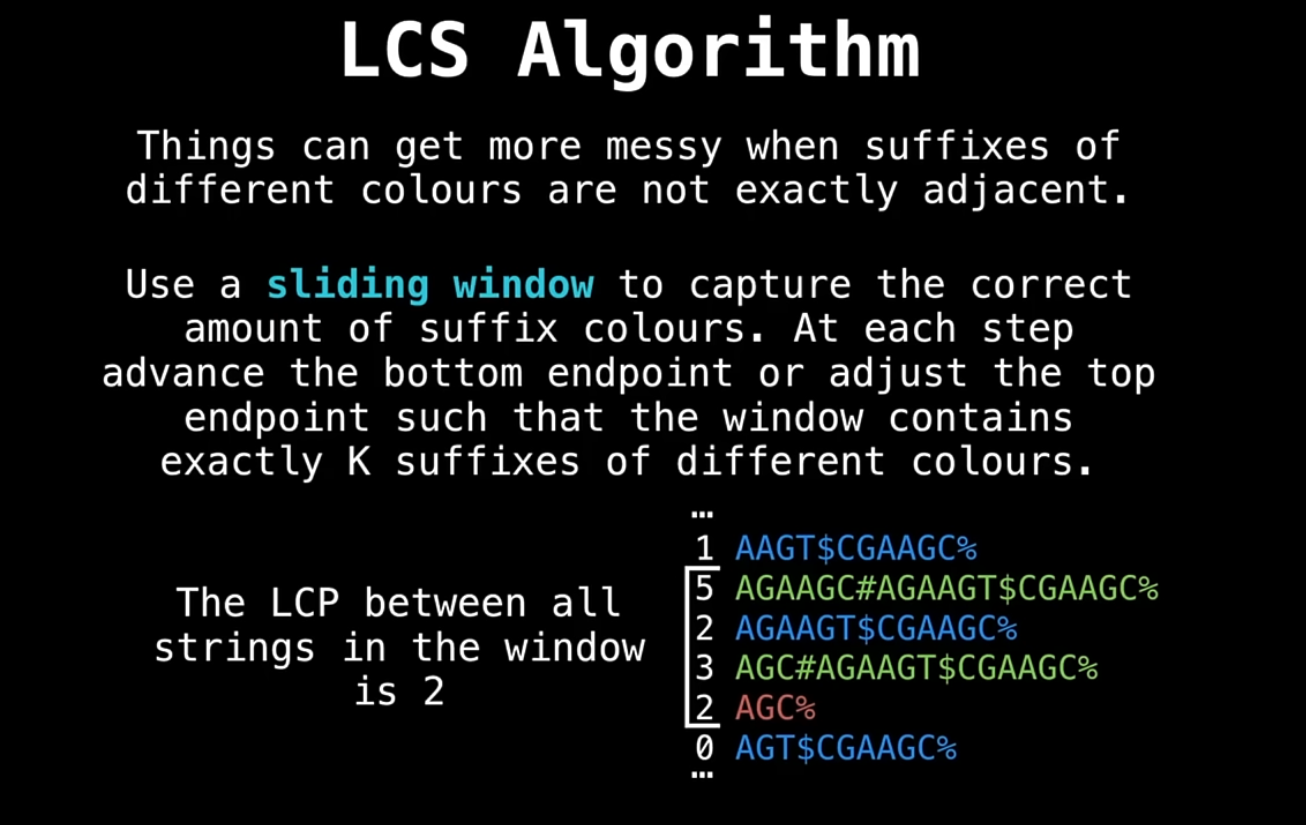 LCS Algorithm
Things can get more messy when suffixes of
different colours are not exactly adjacent.
Use a sliding window to capture the correct
amount of suffix colours. At each step
advance the bottom endpoint or adjust the top
endpoint such that the window contains
exactly K suffixes of different colours.
The LCP between all
strings in the window
is 2
…
1 AAGT$CGAAGC%
5 AGAAGC#AGAAGT$CGAAGC%
2 AGAAGT$CGAAGC%
3 AGC#AGAAGT$CGAAGC%
2 AGC%
0 AGT$CGAAGC%
…